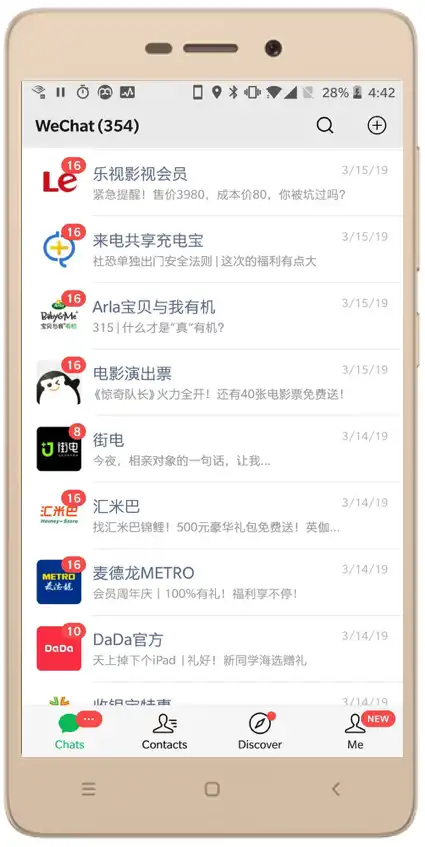 28% 4:42
WeChat (354)
16
Le
乐视影视会员 3/15/19
紧急提醒！售价3980，成本价80，你被坑过吗？
16
来电共享充电宝 3/15/19
社恐单独出门安全法则 | 这次的福利有点大
16
Baby&Me
宝贝与我有机
Arla宝贝与我有机 3/15/19
315 | 什么才是“真”有机？
16
电影演出票 3/15/19
《惊奇队长》火力全开！还有40张电影票免费送！
8
街电
街电 3/14/19
今夜，相亲对象的一句话，让我...
16
汇米巴
汇米巴 3/14/19
找汇米巴锦鲤！500元豪华礼包免费送！英伽...
16
METRO
麦德龙
麦德龙METRO 3/14/19
会员周年庆丨100%有礼！福利享不停！
10
DaDa
DaDa官方 3/14/19
天上掉下个iPad | 礼好！新同学海选赠礼
3/14/19
... NEW
Chats Contacts Discover Me